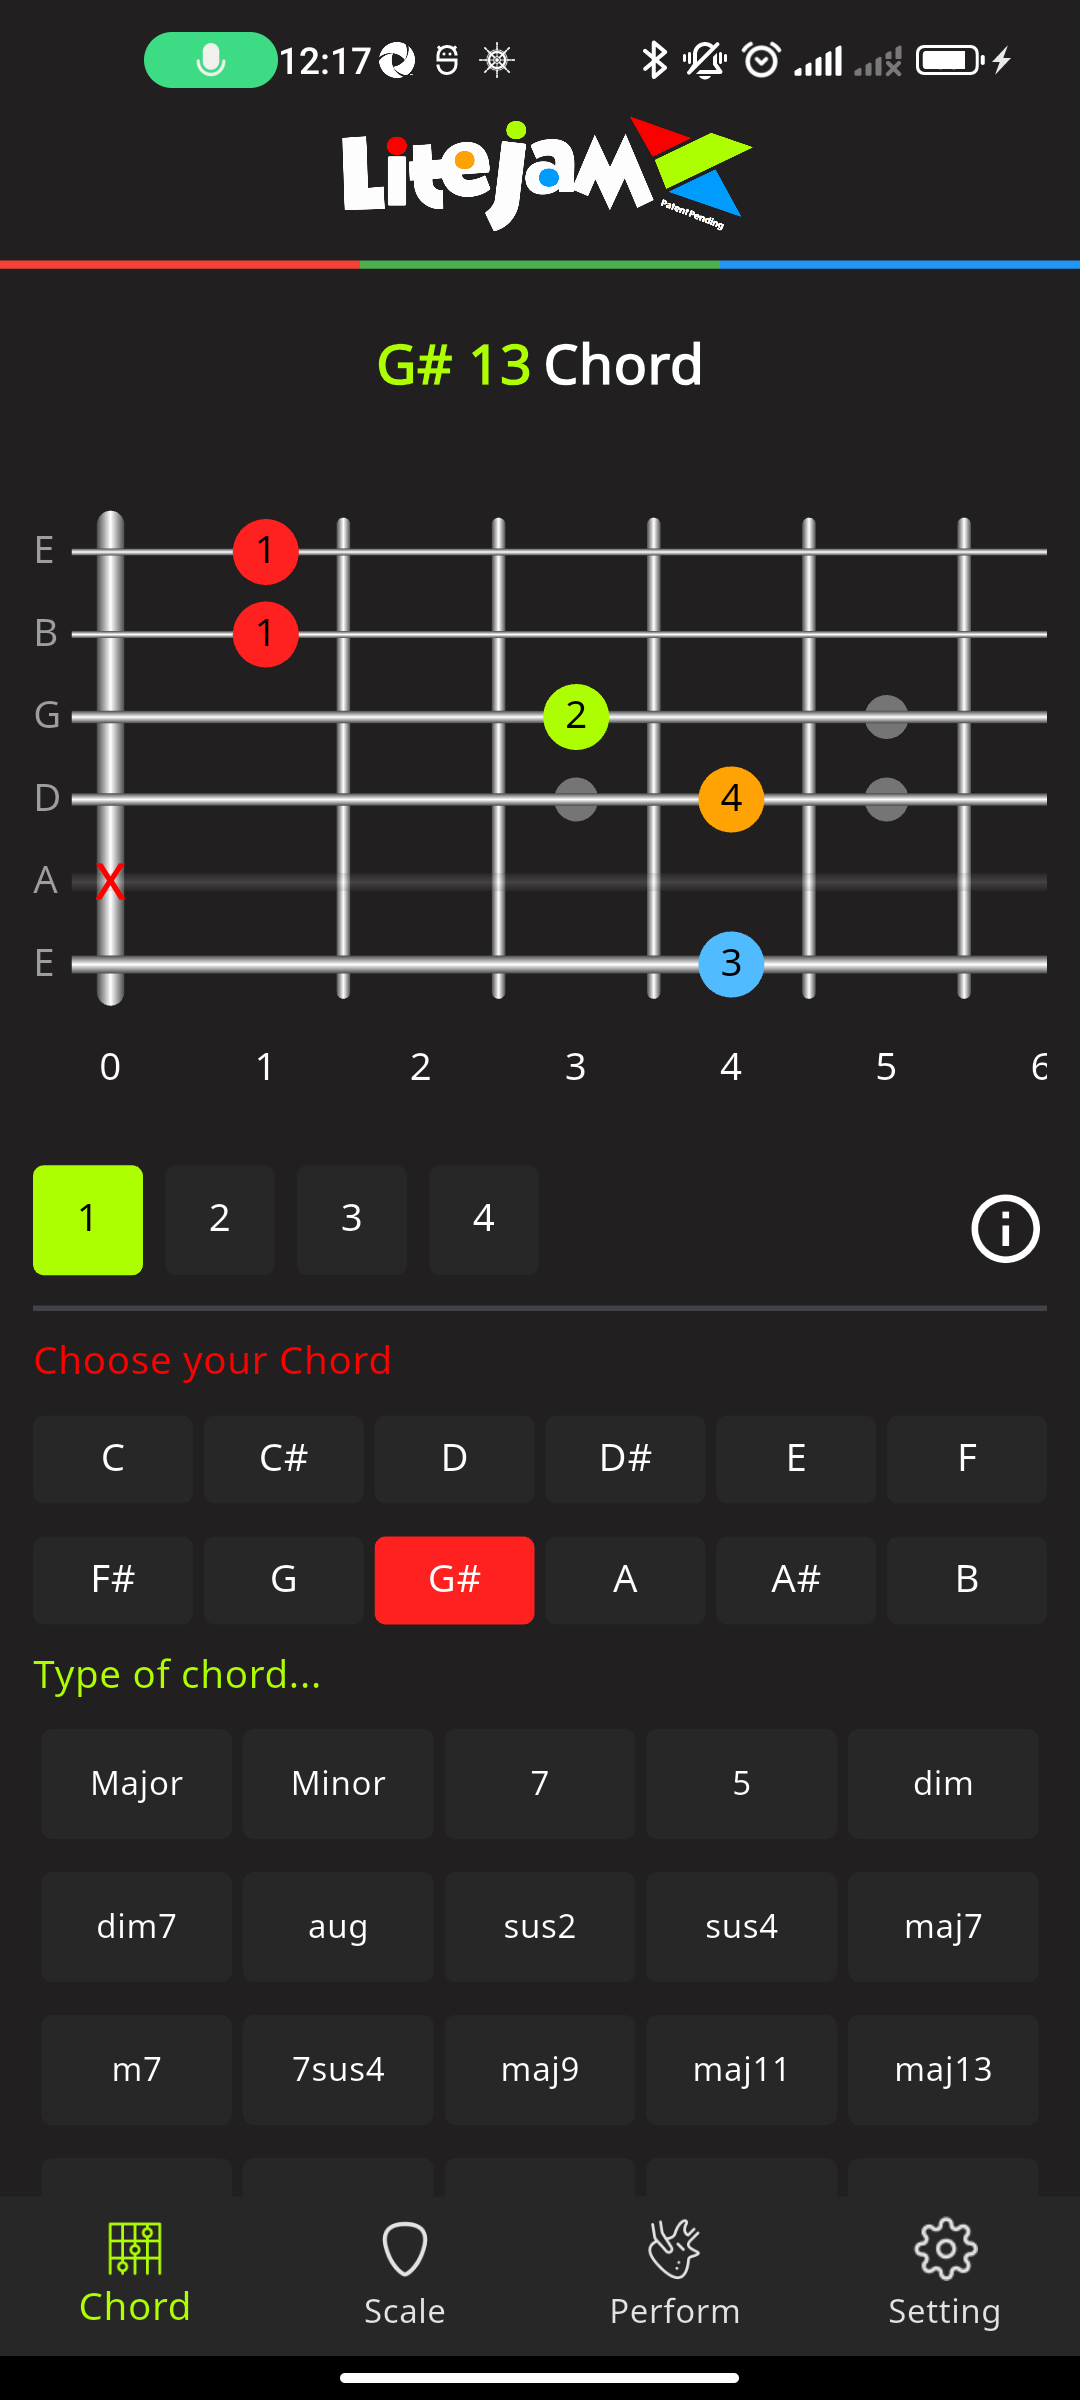 12:17
Litejam
Patent Pending
G# 13 Chord
E 1
B 1
G 2
D 4
A X
E 3
0 1 2 3 4 5 6
1 2 3 4
Choose your Chord
C C# D D# E F
F# G G# A A# B
Type of chord...
Major Minor 7 5 dim
dim7 aug sus2 sus4 maj7
m7 7sus4 maj9 maj11 maj13
Chord Scale Perform Setting